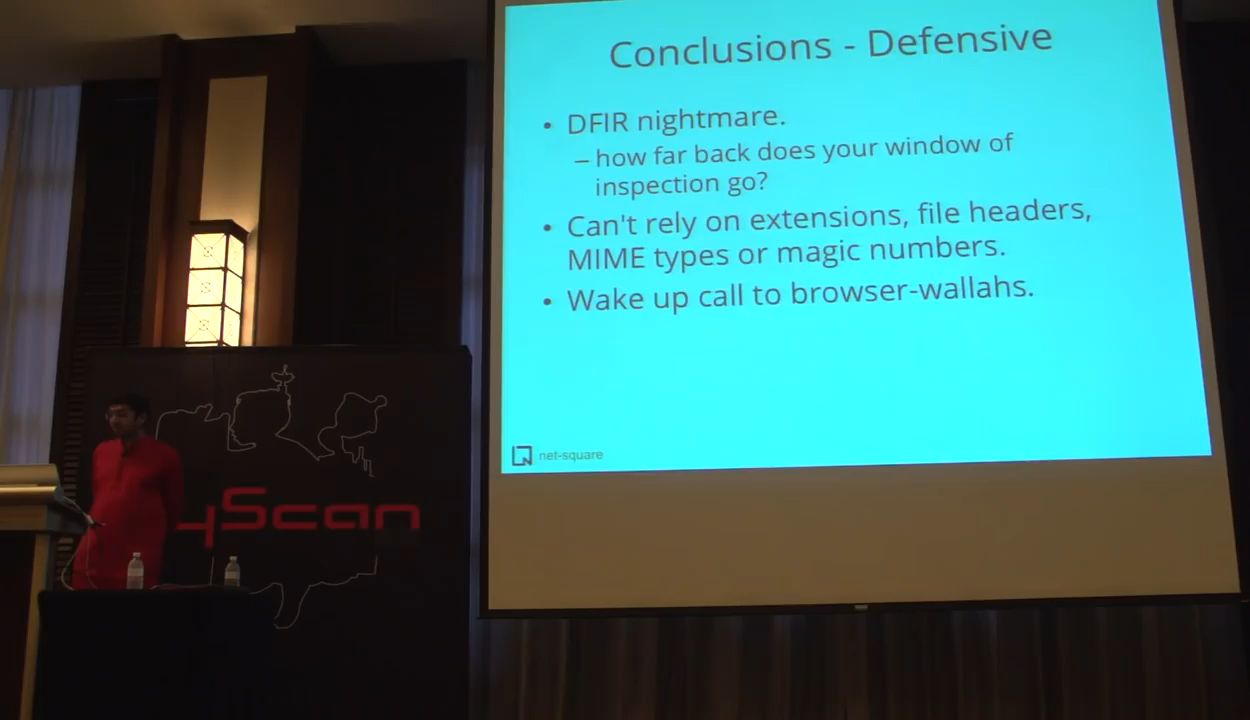 Conclusions - Defensive
• DFIR nightmare.
– how far back does your window of
inspection go?
• Can't rely on extensions, file headers,
MIME types or magic numbers.
• Wake up call to browser-wallahs.
net-square
yScan